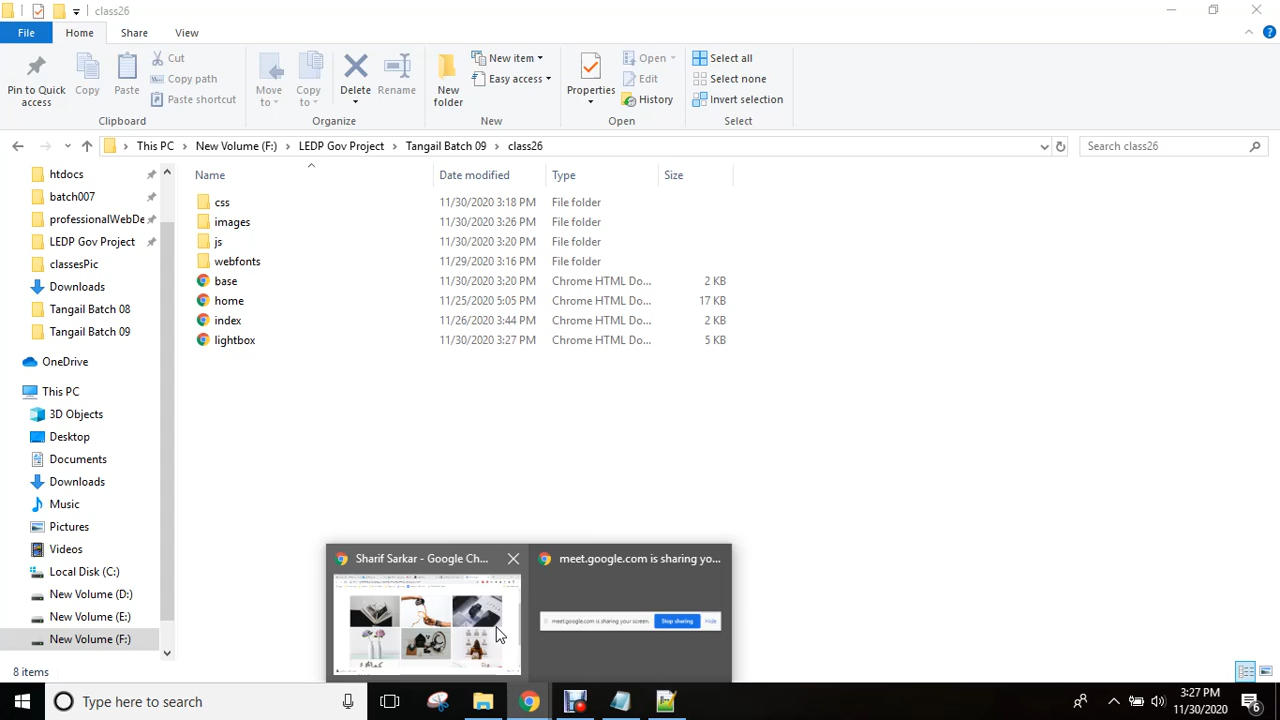 class26
File Home Share View
Pin to Quick access
Copy
Paste
Cut
Copy path
Paste shortcut
Clipboard
Move to
Copy to
Delete
Rename
Organize
New folder
New item
Easy access
New
Properties
Open
Edit
History
Open
Select all
Select none
Invert selection
Select
This PC New Volume (F:) LEDP Gov Project Tangail Batch 09 class26
Search class26
Name Date modified Type Size
htdocs
batch007
professionalWebDe
LEDP Gov Project
classesPic
Downloads
Tangail Batch 08
Tangail Batch 09
OneDrive
This PC
3D Objects
Desktop
Documents
Downloads
Music
Pictures
Videos
Local Disk (C:)
New Volume (D:)
New Volume (E:)
New Volume (F:)
css 11/30/2020 3:18 PM File folder
images 11/30/2020 3:26 PM File folder
js 11/30/2020 3:20 PM File folder
webfonts 11/29/2020 3:16 PM File folder
base 11/30/2020 3:20 PM Chrome HTML Do... 2 KB
home 11/25/2020 5:05 PM Chrome HTML Do... 17 KB
index 11/26/2020 3:44 PM Chrome HTML Do... 2 KB
lightbox 11/30/2020 3:27 PM Chrome HTML Do... 5 KB
Sharif Sarkar - Google Ch...
meet.google.com is sharing yo...
meet.google.com is sharing your screen. Stop sharing Hide
8 items
Type here to search
3:27 PM
11/30/2020
6